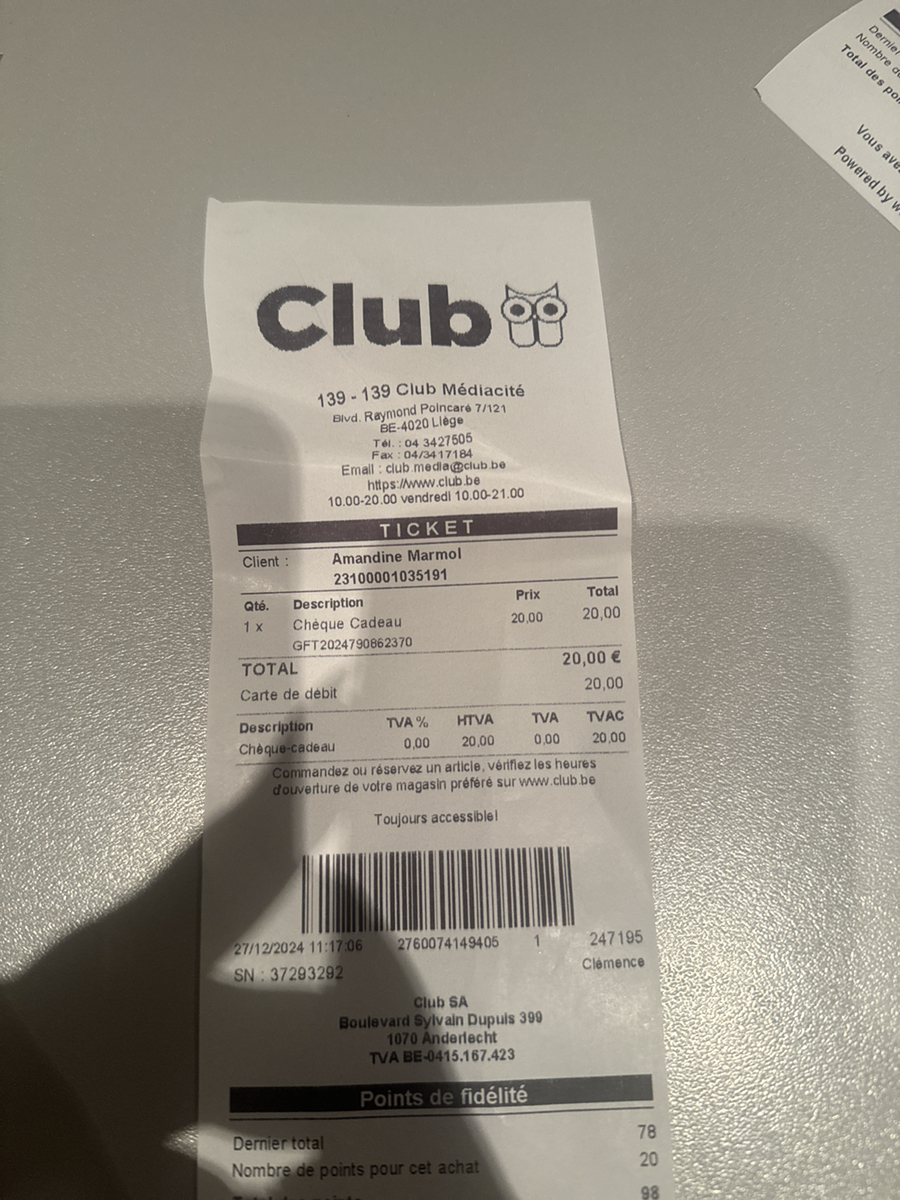 Dernier
Nombre
Total des
Vous
Powered by
Club
139 - 139 Club Médiacité
Blvd. Raymond Poincaré 7/121
BE-4020 Liège
Tél. : 04 3427505
Fax : 04/3417184
Email : club.media@club.be
https://www.club.be
10.00-20.00 vendredi 10.00-21.00
TICKET
Client : Amandine Marmol
23100001035191
Qté. Description Prix Total
1 x Chèque Cadeau 20,00 20,00
GFT2024790862370
TOTAL 20,00 €
Carte de débit 20,00
Description TVA % HTVA TVA TVAC
Chèque-cadeau 0,00 20,00 0,00 20,00
Commandez ou réservez un article, vérifiez les heures
d'ouverture de votre magasin préféré sur www.club.be
Toujours accessible!
27/12/2024 11:17:06 2760074149405 1 247195
SN : 37293292 Clémence
Club SA
Boulevard Sylvain Dupuis 399
1070 Anderlecht
TVA BE-0415.167.423
Points de fidélité
Dernier total 78
Nombre de points pour cet achat 20
98